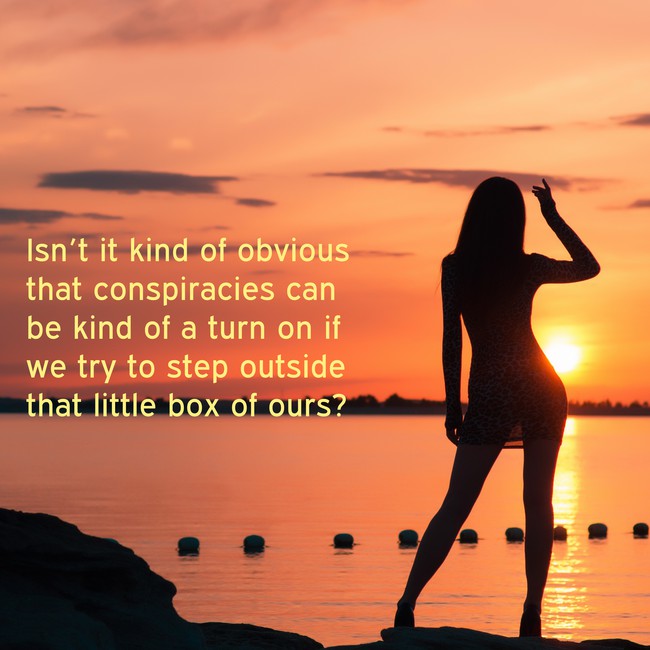 Isn't it kind of obvious
that conspiracies can
be kind of a turn on if
we try to step outside
that little box of ours?